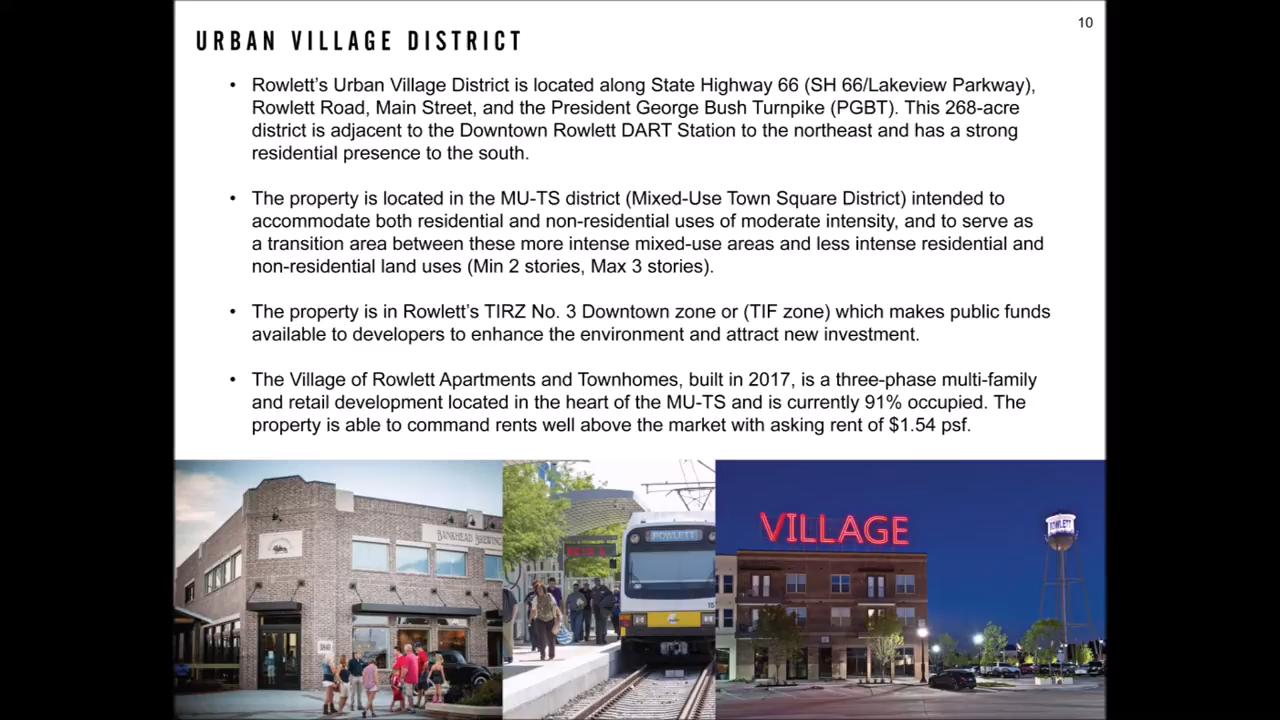 10
URBAN VILLAGE DISTRICT
• Rowlett's Urban Village District is located along State Highway 66 (SH 66/Lakeview Parkway),
Rowlett Road, Main Street, and the President George Bush Turnpike (PGBT). This 268-acre
district is adjacent to the Downtown Rowlett DART Station to the northeast and has a strong
residential presence to the south.
• The property is located in the MU-TS district (Mixed-Use Town Square District) intended to
accommodate both residential and non-residential uses of moderate intensity, and to serve as
a transition area between these more intense mixed-use areas and less intense residential and
non-residential land uses (Min 2 stories, Max 3 stories).
• The property is in Rowlett's TIRZ No. 3 Downtown zone or (TIF zone) which makes public funds
available to developers to enhance the environment and attract new investment.
• The Village of Rowlett Apartments and Townhomes, built in 2017, is a three-phase multi-family
and retail development located in the heart of the MU-TS and is currently 91% occupied. The
property is able to command rents well above the market with asking rent of $1.54 psf.
BANKHEAD BREWING
ROWLETT
VILLAGE
ROWLETT